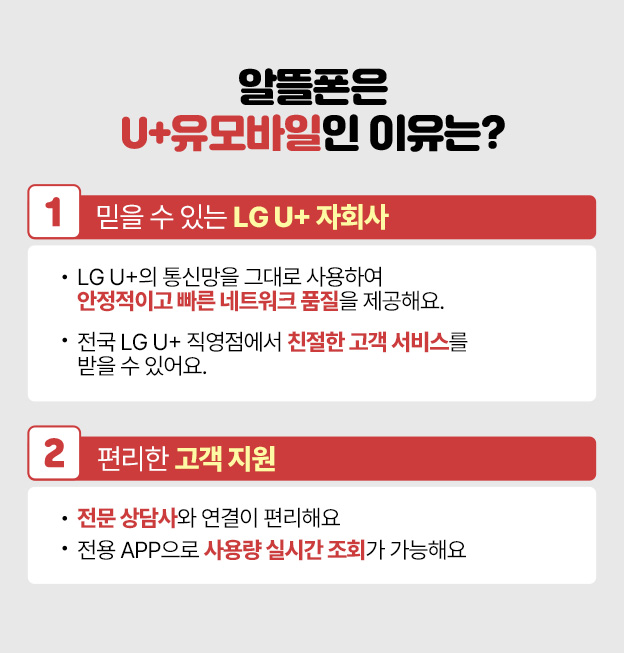 알뜰폰은
U+유모바일인 이유는?
1 믿을 수 있는 LG U+ 자회사
• LG U+의 통신망을 그대로 사용하여
안정적이고 빠른 네트워크 품질을 제공해요.
• 전국 LG U+ 직영점에서 친절한 고객 서비스를
받을 수 있어요.
2 편리한 고객 지원
• 전문 상담사와 연결이 편리해요
• 전용 APP으로 사용량 실시간 조회가 가능해요